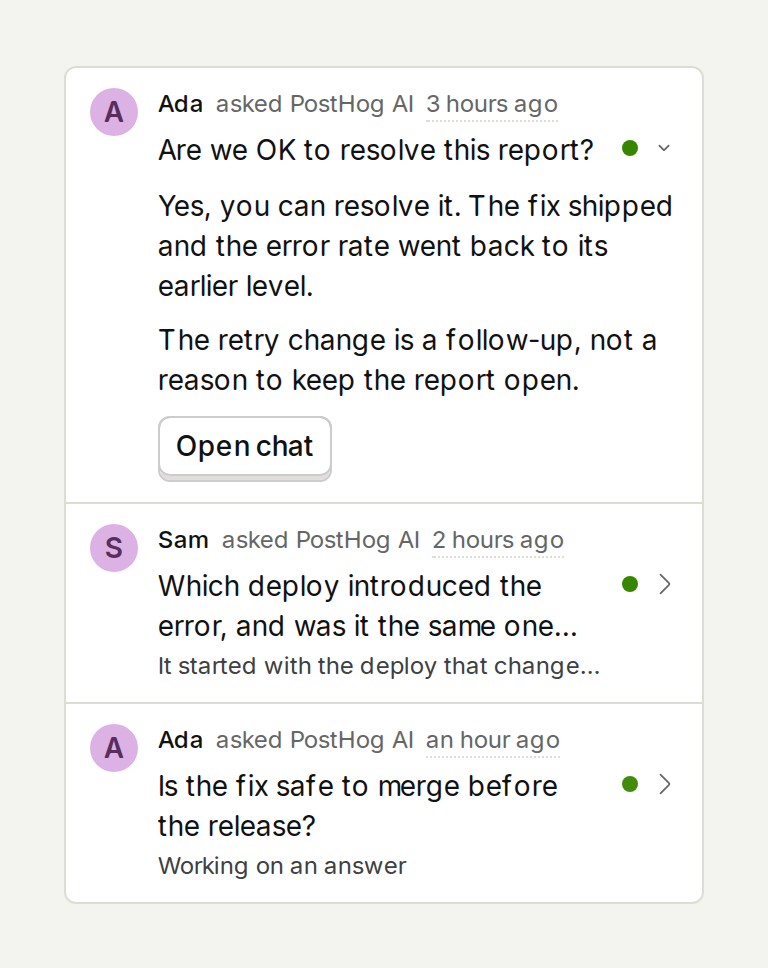 A
Ada asked PostHog AI 3 hours ago
Are we OK to resolve this report?
Yes, you can resolve it. The fix shipped
and the error rate went back to its
earlier level.
The retry change is a follow-up, not a
reason to keep the report open.
Open chat
S
Sam asked PostHog AI 2 hours ago
Which deploy introduced the
error, and was it the same one...
It started with the deploy that change...
A
Ada asked PostHog AI an hour ago
Is the fix safe to merge before
the release?
Working on an answer